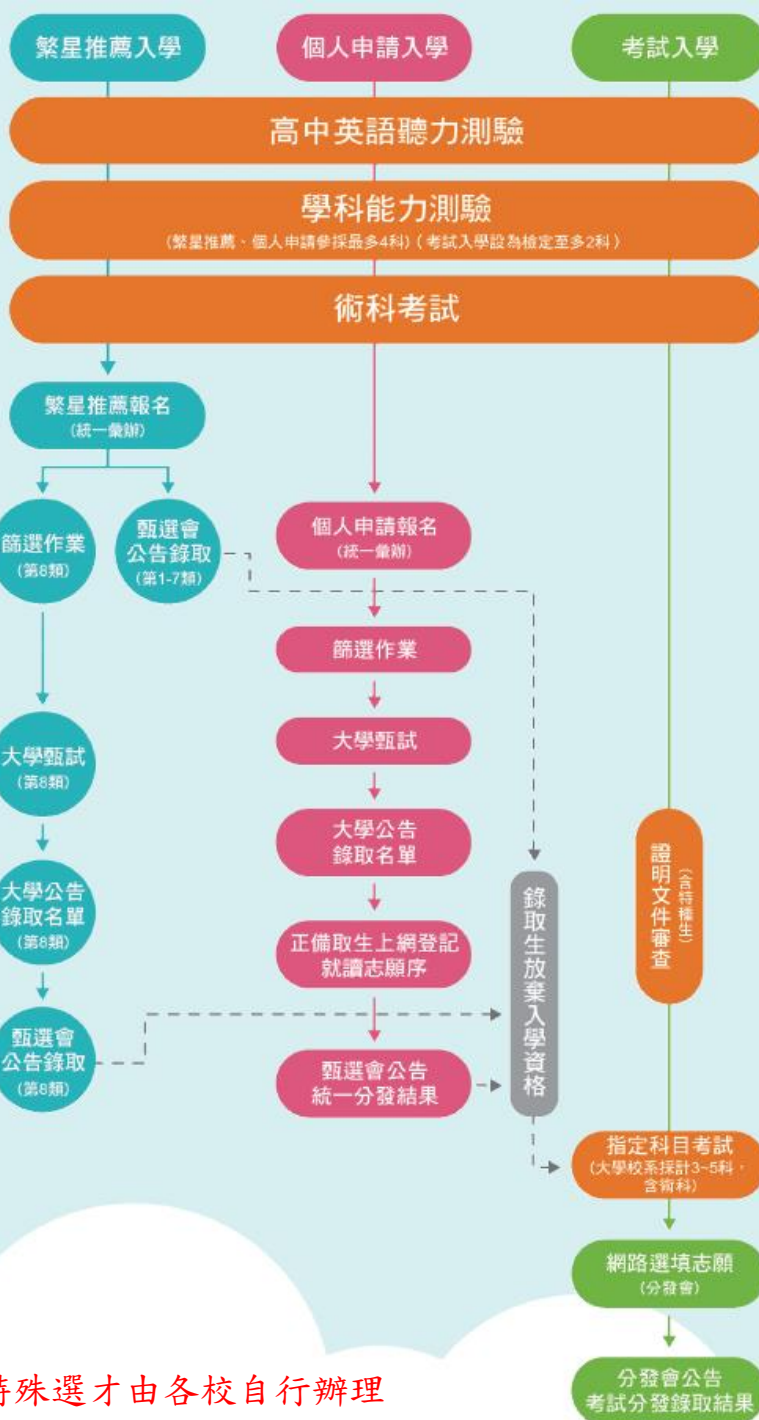 繁星推薦入學
個人申請入學
考試入學
高中英語聽力測驗
學科能力測驗
(繁星推薦、個人申請參採最多4科)(考試入學設為檢定至多2科)
術科考試
繁星推薦報名
(統一彙辦)
篩選作業
(第8類)
甄選會
公告錄取
(第1-7類)
大學甄試
(第8類)
大學公告
錄取名單
(第8類)
甄選會
公告錄取
(第8類)
個人申請報名
(統一彙辦)
篩選作業
大學甄試
大學公告
錄取名單
正備取生上網登記
就讀志願序
甄選會公告
統一分發結果
錄取生放棄入學資格
證明文件審查
(含特種生)
指定科目考試
(大學校系採計3~5科,
含術科)
網路選填志願
(分發會)
分發會公告
考試分發錄取結果
特殊選才由各校自行辦理